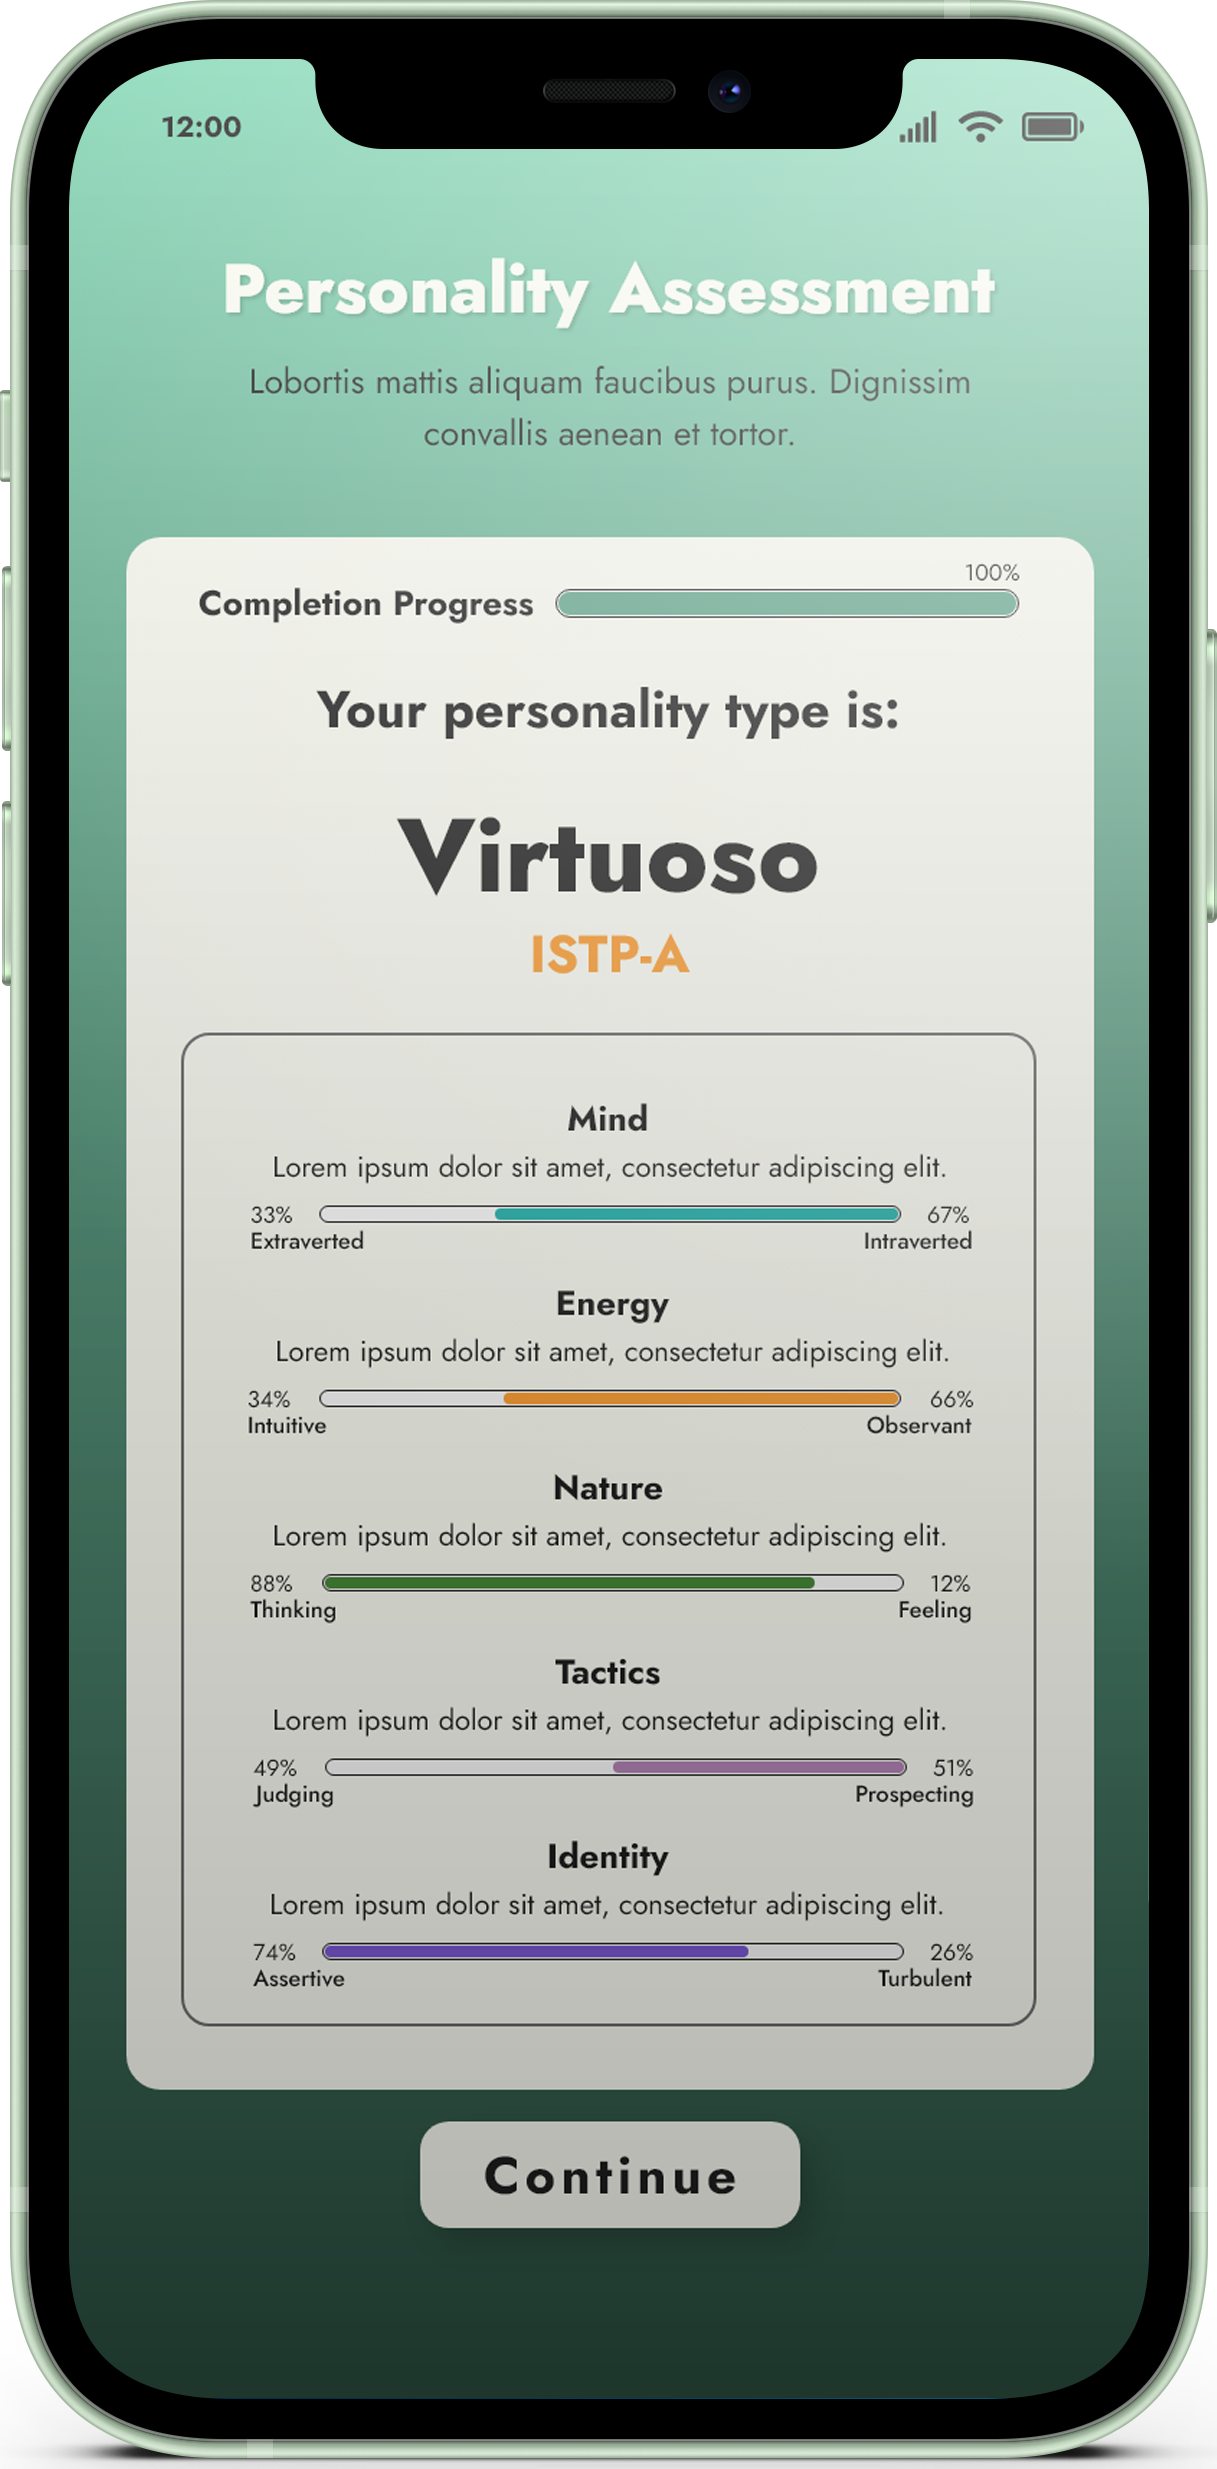 12:00
Personality Assessment
Lobortis mattis aliquam faucibus purus. Dignissim
convallis aenean et tortor.
100%
Completion Progress
Your personality type is:
Virtuoso
ISTP-A
Mind
Lorem ipsum dolor sit amet, consectetur adipiscing elit.
33% 67%
Extraverted Intraverted
Energy
Lorem ipsum dolor sit amet, consectetur adipiscing elit.
34% 66%
Intuitive Observant
Nature
Lorem ipsum dolor sit amet, consectetur adipiscing elit.
88% 12%
Thinking Feeling
Tactics
Lorem ipsum dolor sit amet, consectetur adipiscing elit.
49% 51%
Judging Prospecting
Identity
Lorem ipsum dolor sit amet, consectetur adipiscing elit.
74% 26%
Assertive Turbulent
Continue